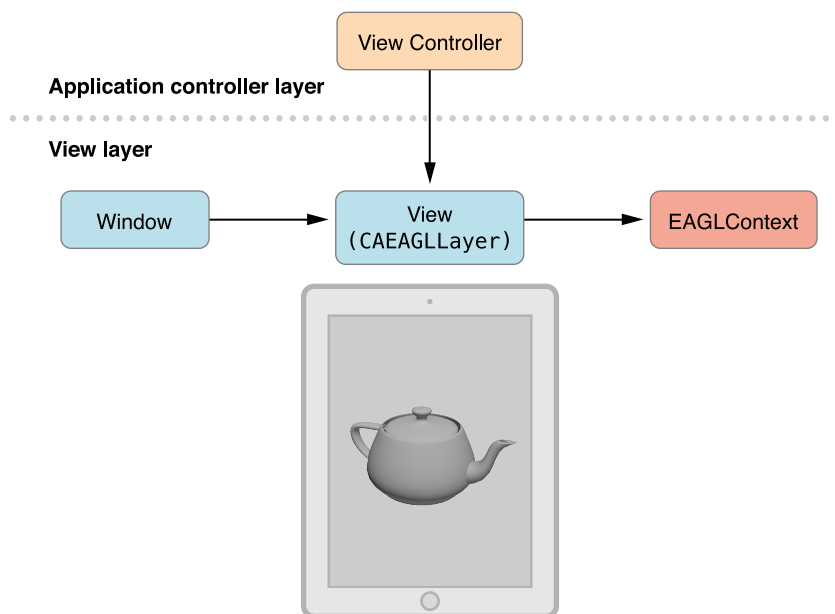 View Controller
Application controller layer
View layer
Window
View
(CAEAGLLayer)
EAGLContext